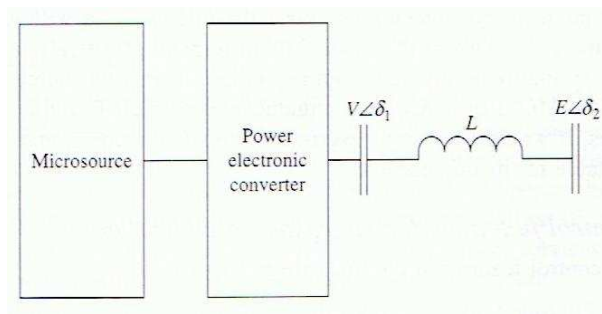 Microsource
Power
electronic
converter
V∠δ₁
L
E∠δ₂